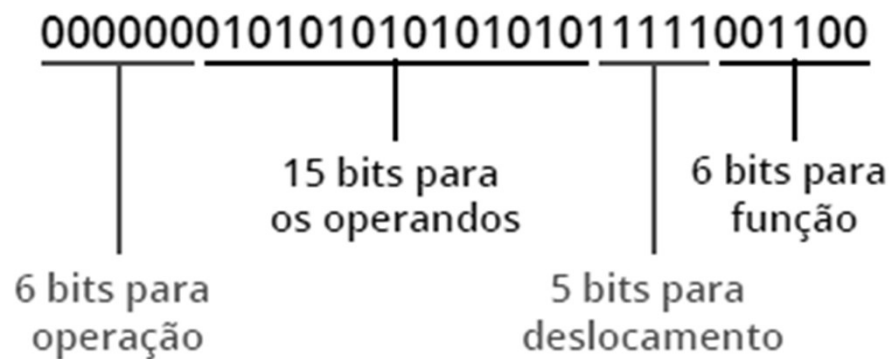 00000001010101010101011111001100
15 bits para
os operandos
6 bits para
função
6 bits para
operação
5 bits para
deslocamento